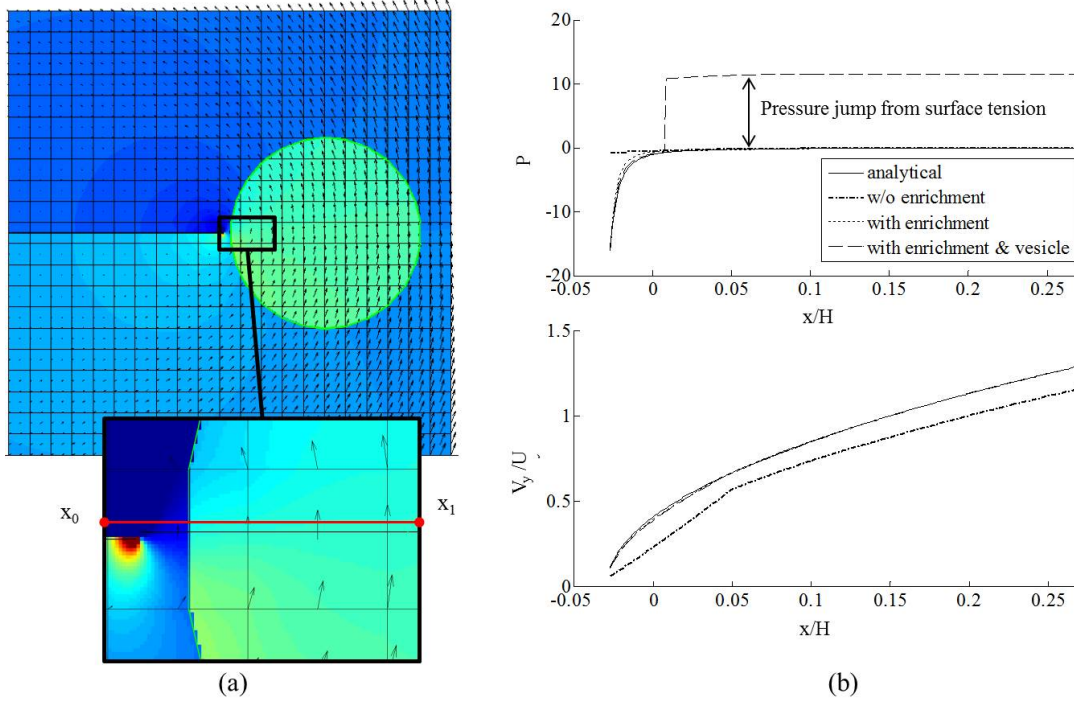 x₀
x₁
(a)
20
10
0
-10
-20
P
Pressure jump from surface tension
analytical
w/o enrichment
with enrichment
with enrichment & vesicle
-0.05 0 0.05 0.1 0.15 0.2 0.25
x/H
1.5
1
0.5
0
Vy/U
-0.05 0 0.05 0.1 0.15 0.2 0.25
x/H
(b)